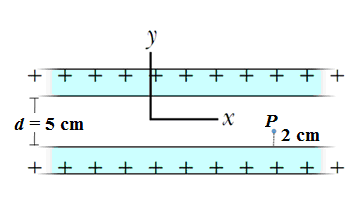 y
+ + + + + + + + + + +
x
P
d = 5 cm
2 cm
+ + + + + + + + + + +